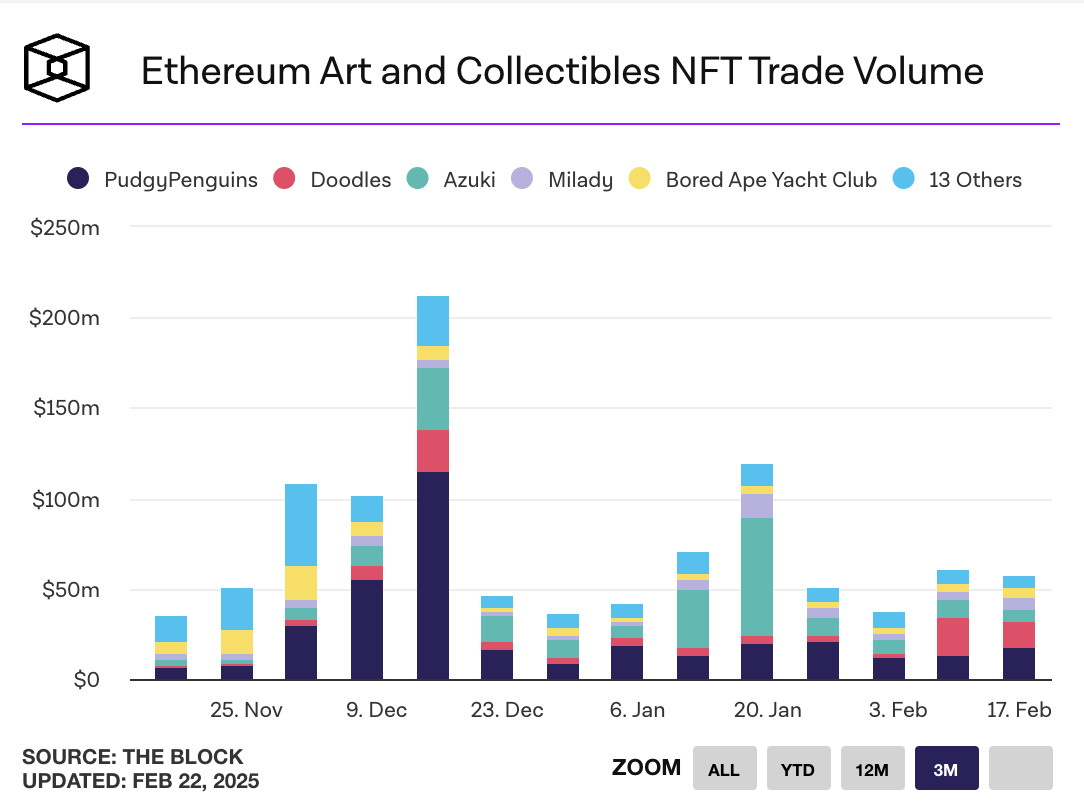 Ethereum Art and Collectibles NFT Trade Volume
PudgyPenguins Doodles Azuki Milady Bored Ape Yacht Club 13 Others
$250m
$200m
$150m
$100m
$50m
$0
25. Nov 9. Dec 23. Dec 6. Jan 20. Jan 3. Feb 17. Feb
SOURCE: THE BLOCK
UPDATED: FEB 22, 2025
ZOOM ALL YTD 12M 3M